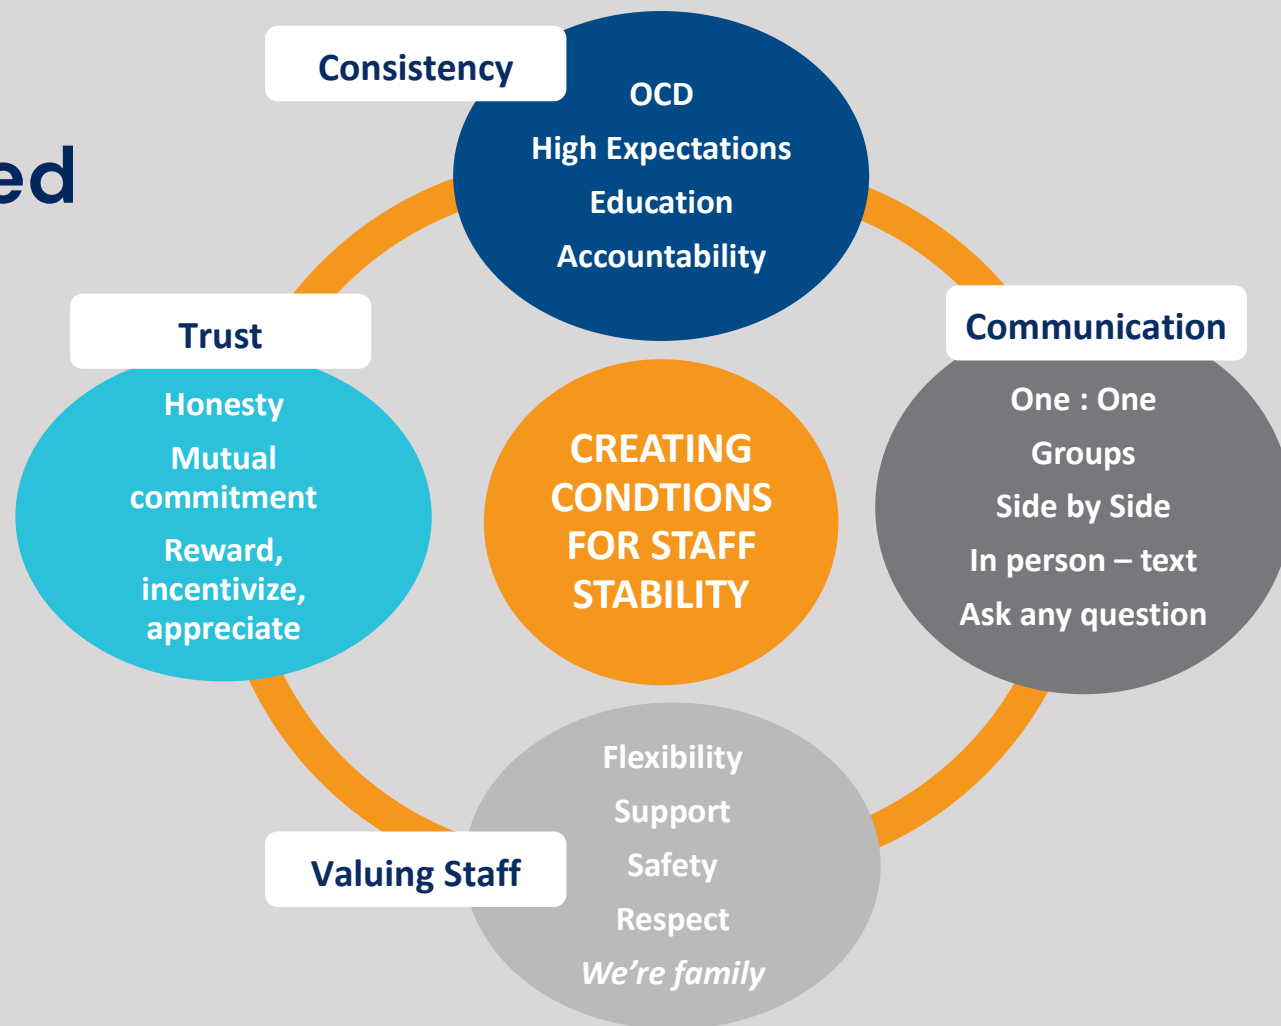 Consistency
OCD
High Expectations
Education
Accountability
ed
Trust
Honesty
Mutual
commitment
Reward,
incentivize,
appreciate
CREATING
CONDTIONS
FOR STAFF
STABILITY
Communication
One : One
Groups
Side by Side
In person – text
Ask any question
Valuing Staff
Flexibility
Support
Safety
Respect
We're family